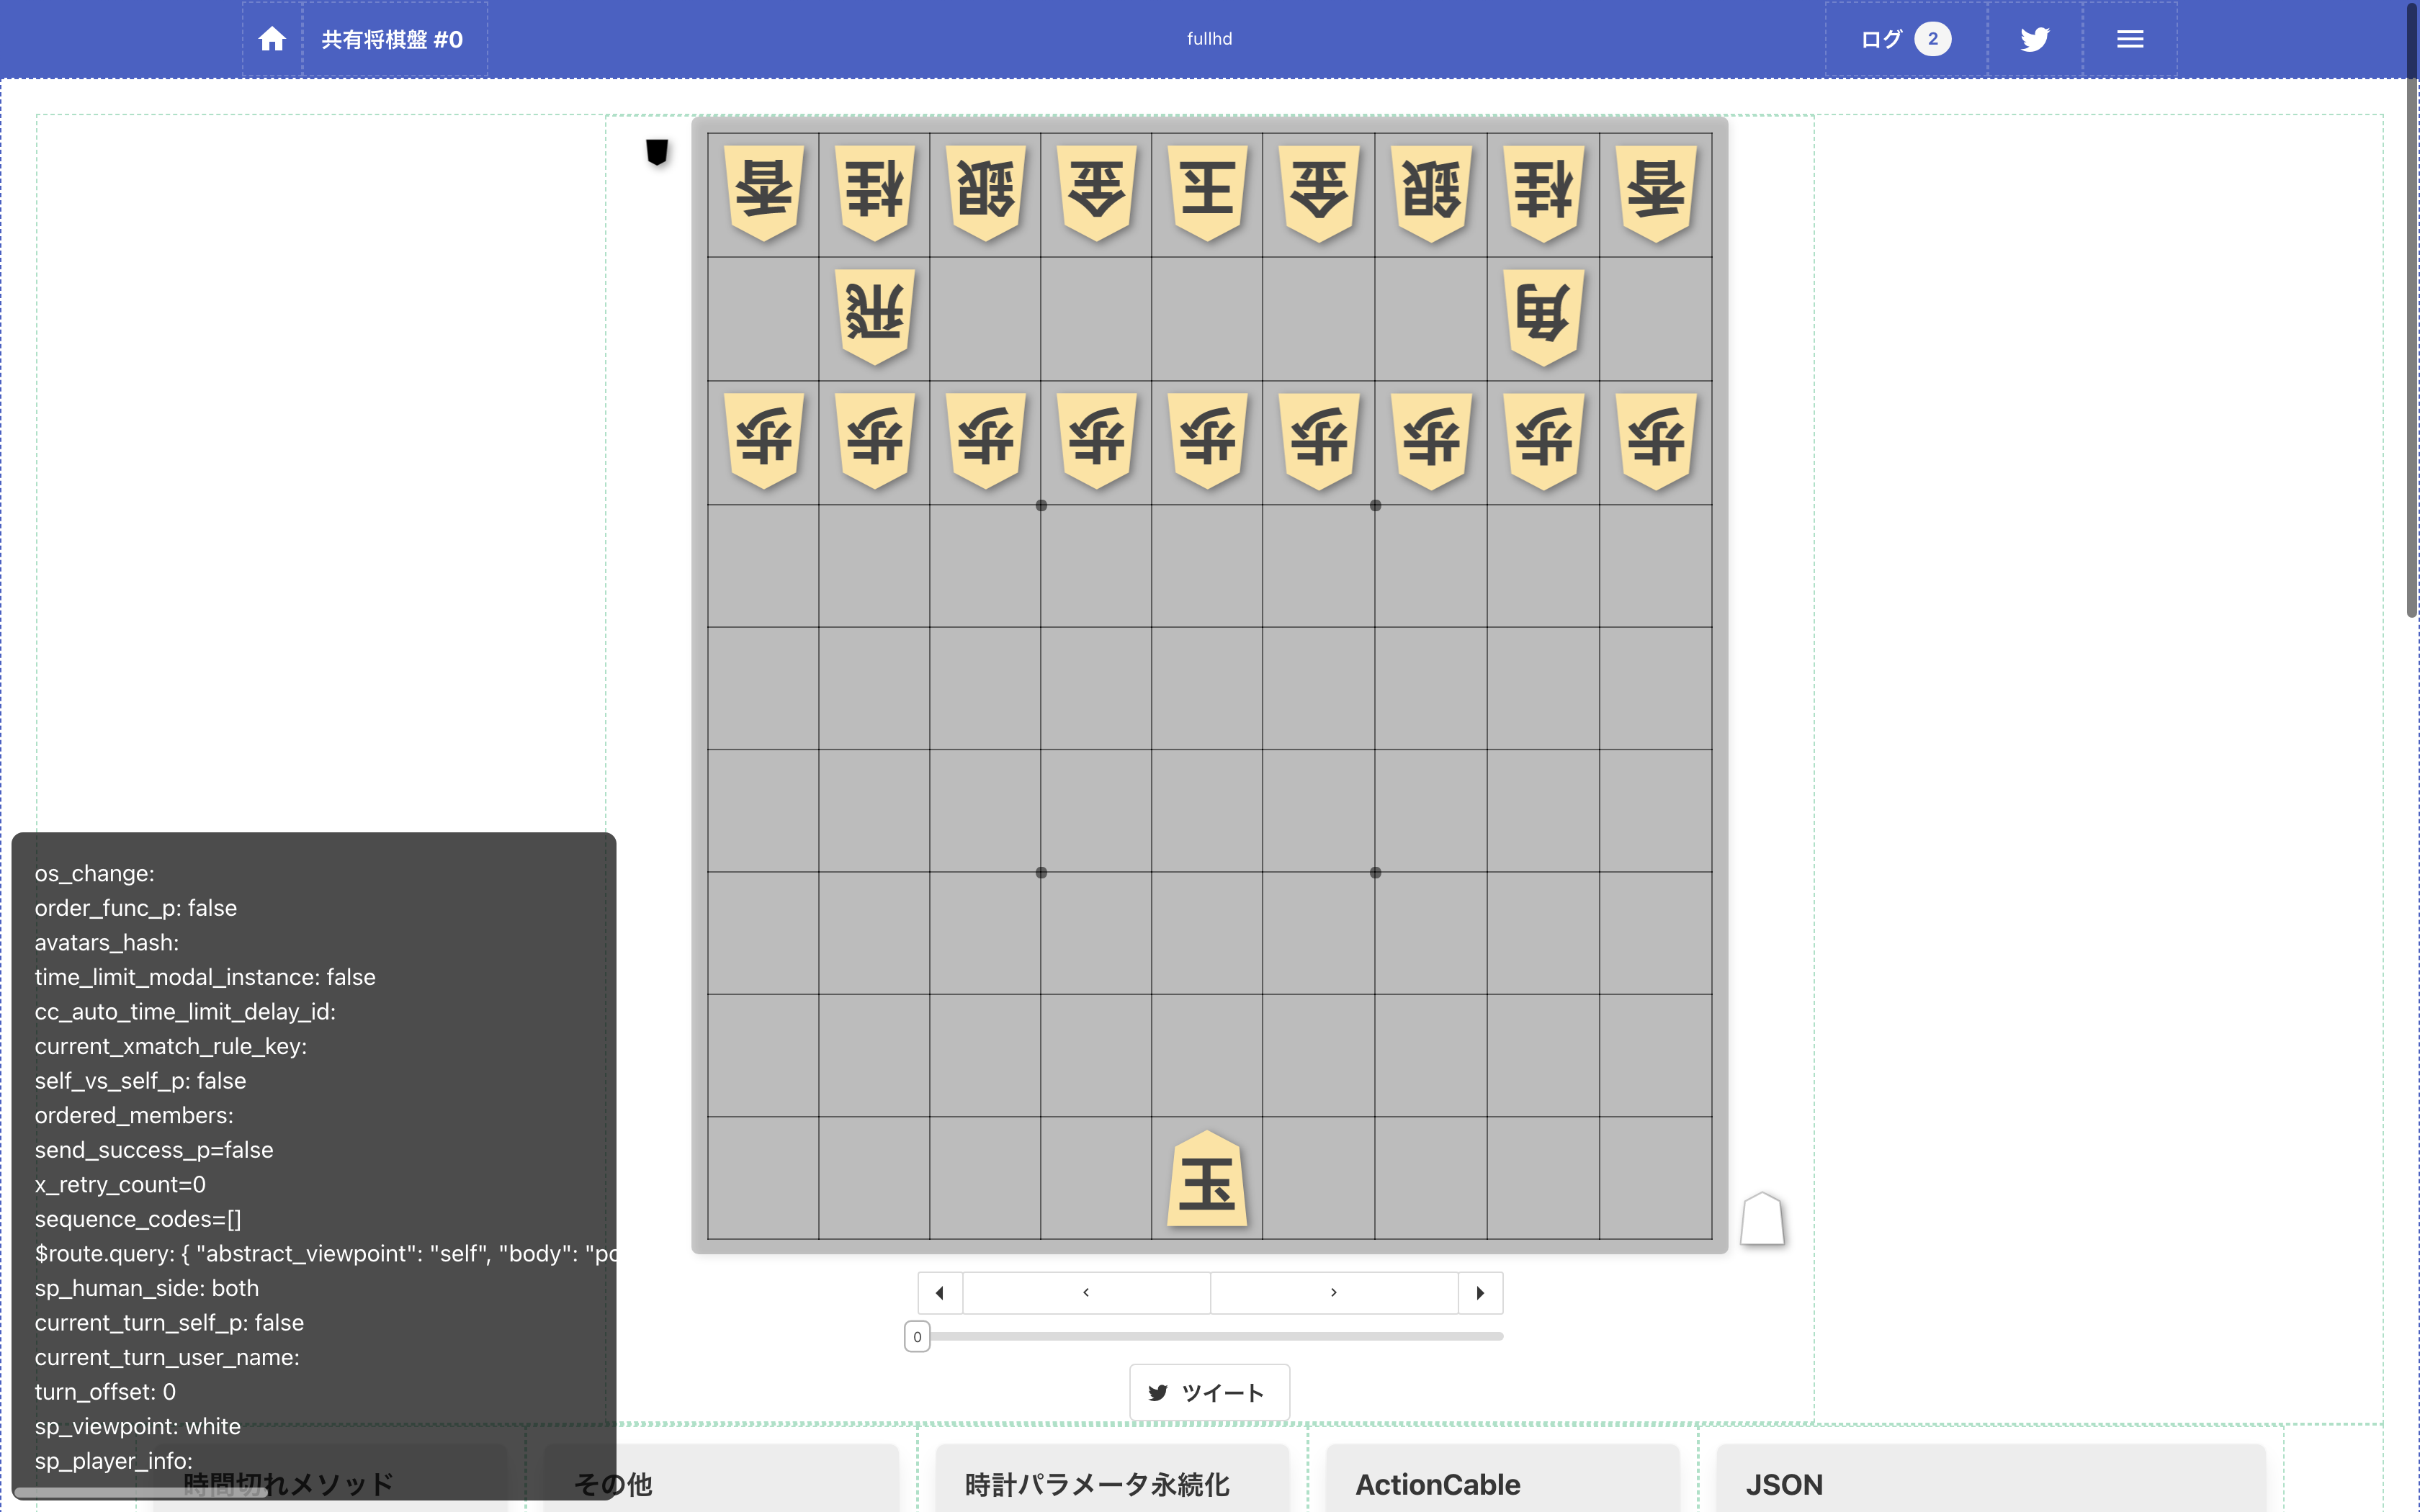 共有将棋盤 #0
fullhd
ログ 2
香 桂 銀 金 玉 金 銀 桂 香
飛 角
歩 歩 歩 歩 歩 歩 歩 歩 歩
玉
0
ツイート
os_change:
order_func_p: false
avatars_hash:
time_limit_modal_instance: false
cc_auto_time_limit_delay_id:
current_xmatch_rule_key:
self_vs_self_p: false
ordered_members:
send_success_p=false
x_retry_count=0
sequence_codes=[]
$route.query: { "abstract_viewpoint": "self", "body": "po
sp_human_side: both
current_turn_self_p: false
current_turn_user_name:
turn_offset: 0
sp_viewpoint: white
sp_player_info:
時間切れメソッド
その他
時計パラメータ永続化
ActionCable
JSON